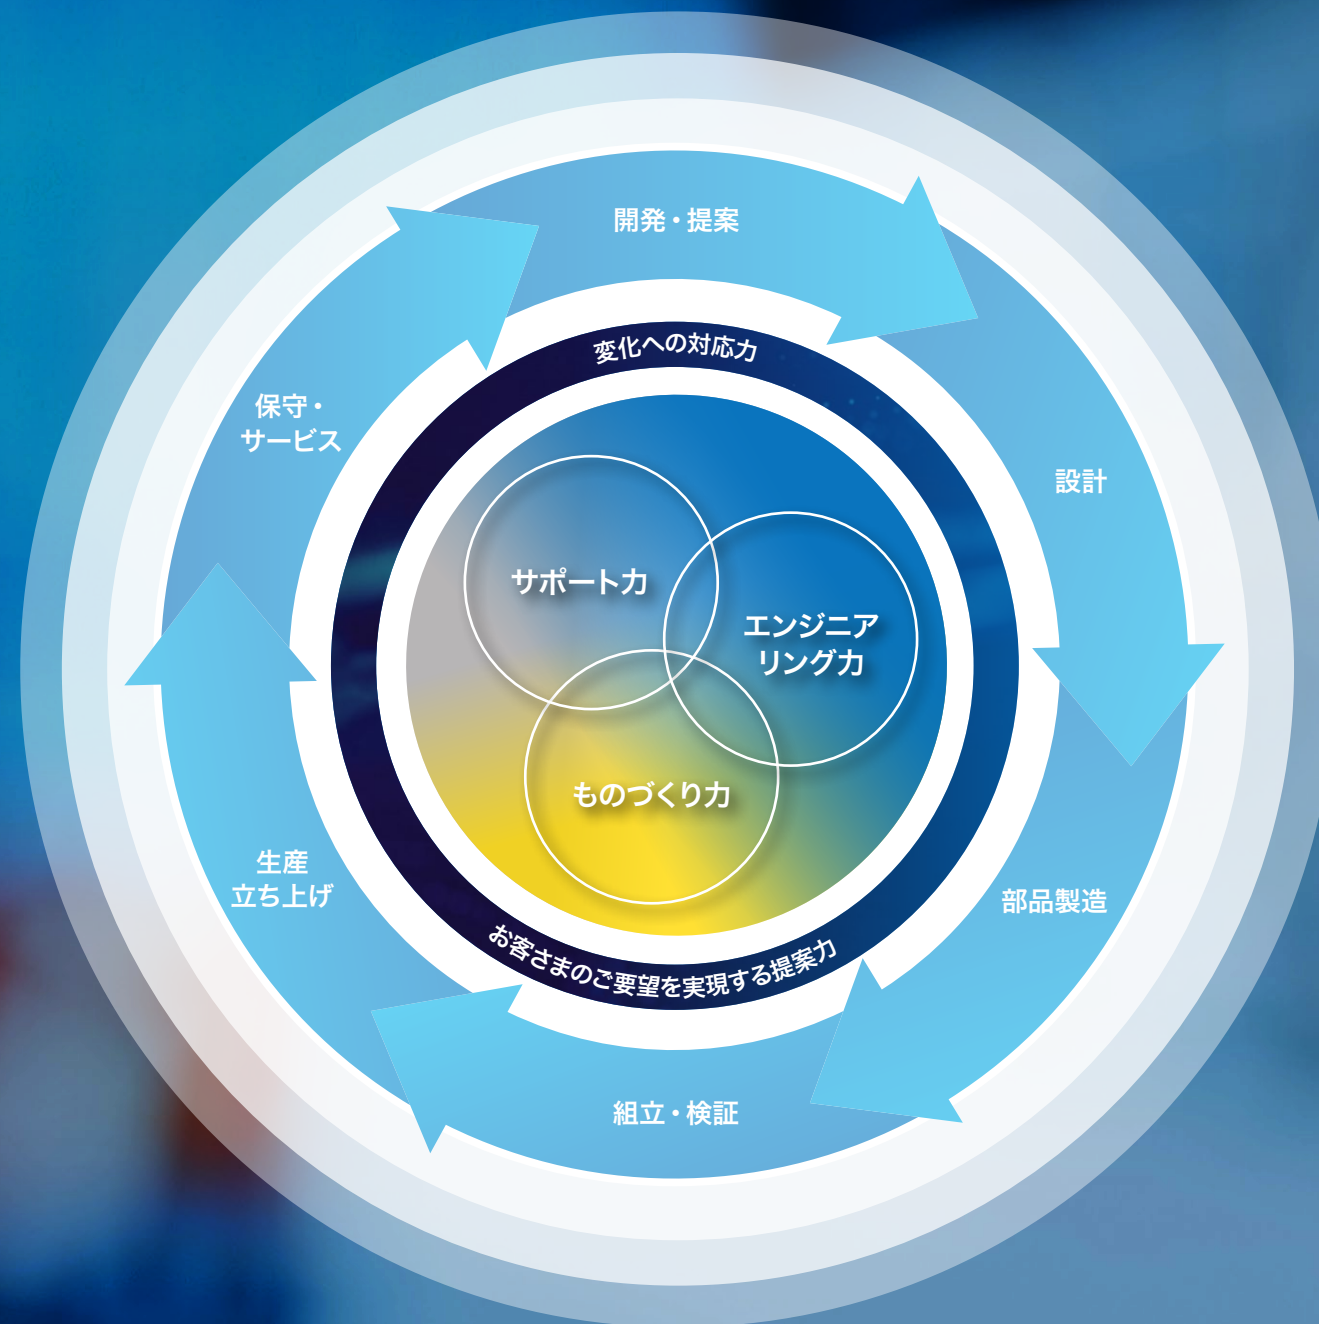 開発・提案
設計
部品製造
組立・検証
生産
立ち上げ
保守・
サービス
変化への対応力
お客さまのご要望を実現する提案力
サポート力
エンジニア
リング力
ものづくり力